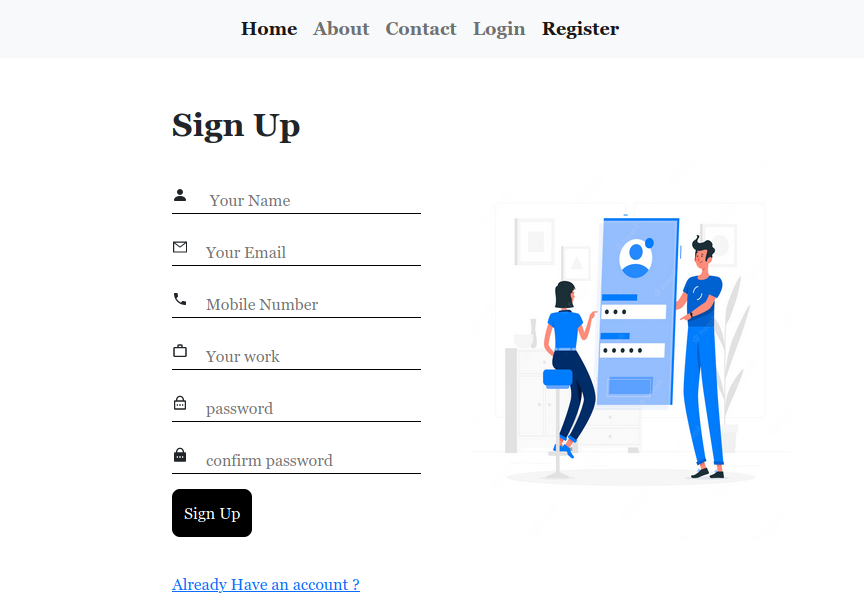 Home About Contact Login Register
Sign Up
Your Name
Your Email
Mobile Number
Your work
password
confirm password
Sign Up
Already Have an account ?